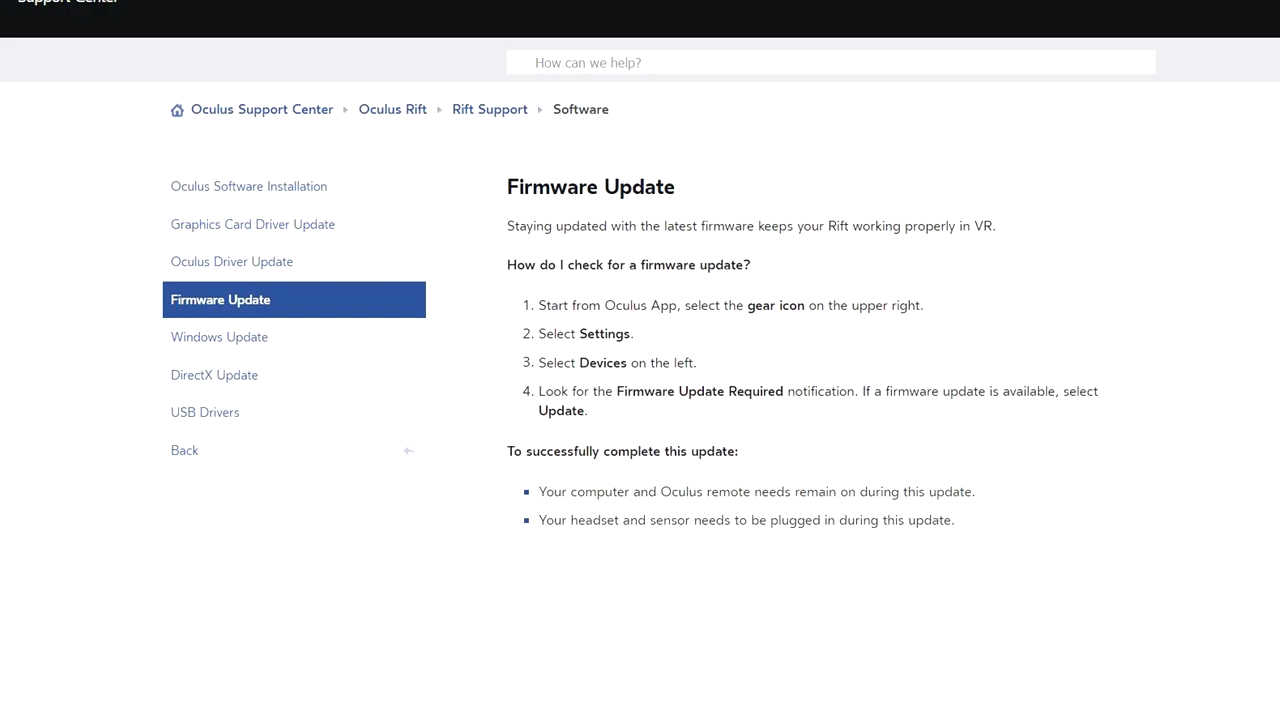 Support Center
How can we help?
Oculus Support Center Oculus Rift Rift Support Software
Oculus Software Installation
Graphics Card Driver Update
Oculus Driver Update
Firmware Update
Windows Update
DirectX Update
USB Drivers
Back
Firmware Update
Staying updated with the latest firmware keeps your Rift working properly in VR.
How do I check for a firmware update?
1. Start from Oculus App, select the gear icon on the upper right.
2. Select Settings.
3. Select Devices on the left.
4. Look for the Firmware Update Required notification. If a firmware update is available, select
Update.
To successfully complete this update:
Your computer and Oculus remote needs remain on during this update.
Your headset and sensor needs to be plugged in during this update.